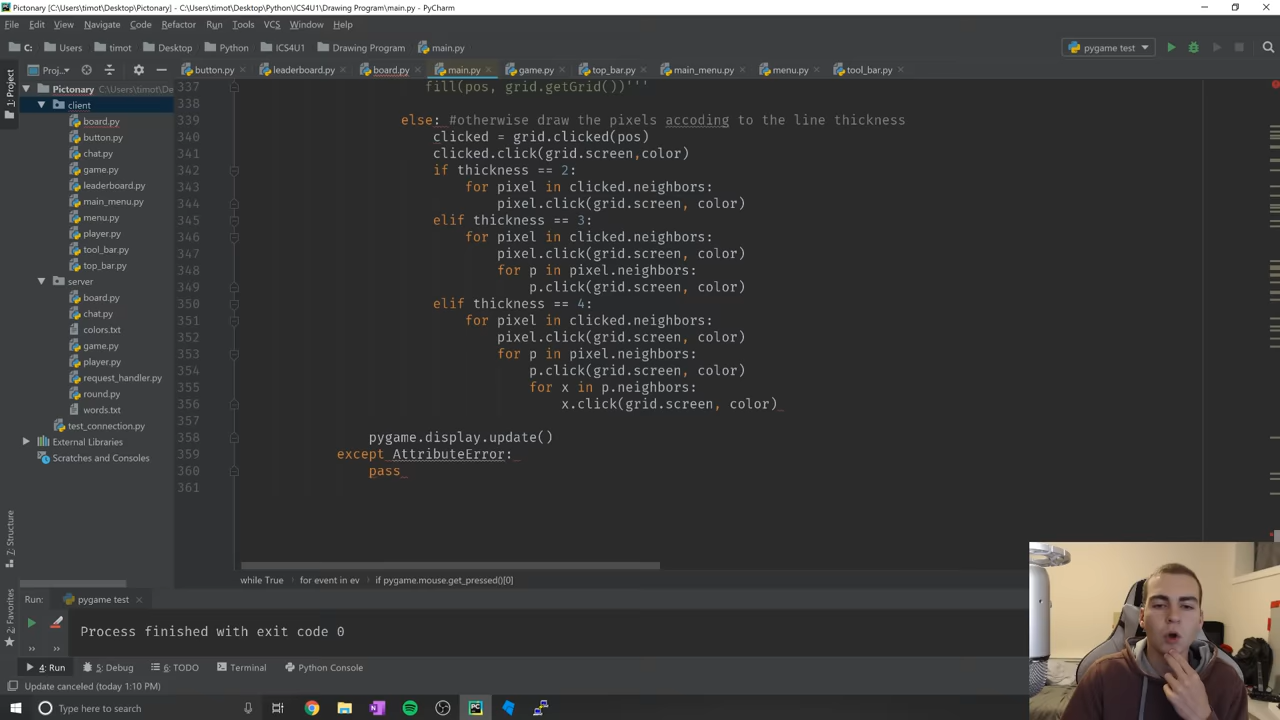 Pictonary [C:\Users\timot\Desktop\Pictonary] - C:\Users\timot\Desktop\Python\ICS4U1\Drawing Program\main.py - PyCharm
File Edit View Navigate Code Refactor Run Tools VCS Window Help
C: Users timot Desktop Python ICS4U1 Drawing Program main.py pygame test
1: Project
Proj... button.py leaderboard.py board.py main.py game.py top_bar.py main_menu.py menu.py tool_bar.py
Pictonary C:\Users\timot\De
client
board.py
button.py
chat.py
game.py
leaderboard.py
main_menu.py
menu.py
player.py
tool_bar.py
top_bar.py
server
board.py
chat.py
colors.txt
game.py
player.py
request_handler.py
round.py
words.txt
test_connection.py
External Libraries
Scratches and Consoles
337 fill(pos, grid.getGrid())'''
338
339 else: #otherwise draw the pixels accoding to the line thickness
340 clicked = grid.clicked(pos)
341 clicked.click(grid.screen,color)
342 if thickness == 2:
343 for pixel in clicked.neighbors:
344 pixel.click(grid.screen, color)
345 elif thickness == 3:
346 for pixel in clicked.neighbors:
347 pixel.click(grid.screen, color)
348 for p in pixel.neighbors:
349 p.click(grid.screen, color)
350 elif thickness == 4:
351 for pixel in clicked.neighbors:
352 pixel.click(grid.screen, color)
353 for p in pixel.neighbors:
354 p.click(grid.screen, color)
355 for x in p.neighbors:
356 x.click(grid.screen, color)
357
358 pygame.display.update()
359 except AttributeError:
360 pass
361
while True for event in ev if pygame.mouse.get_pressed()[0]
Z: Structure
2: Favorites
Run: pygame test
Process finished with exit code 0
4: Run 5: Debug 6: TODO Terminal Python Console
Update canceled (today 1:10 PM)
Type here to search